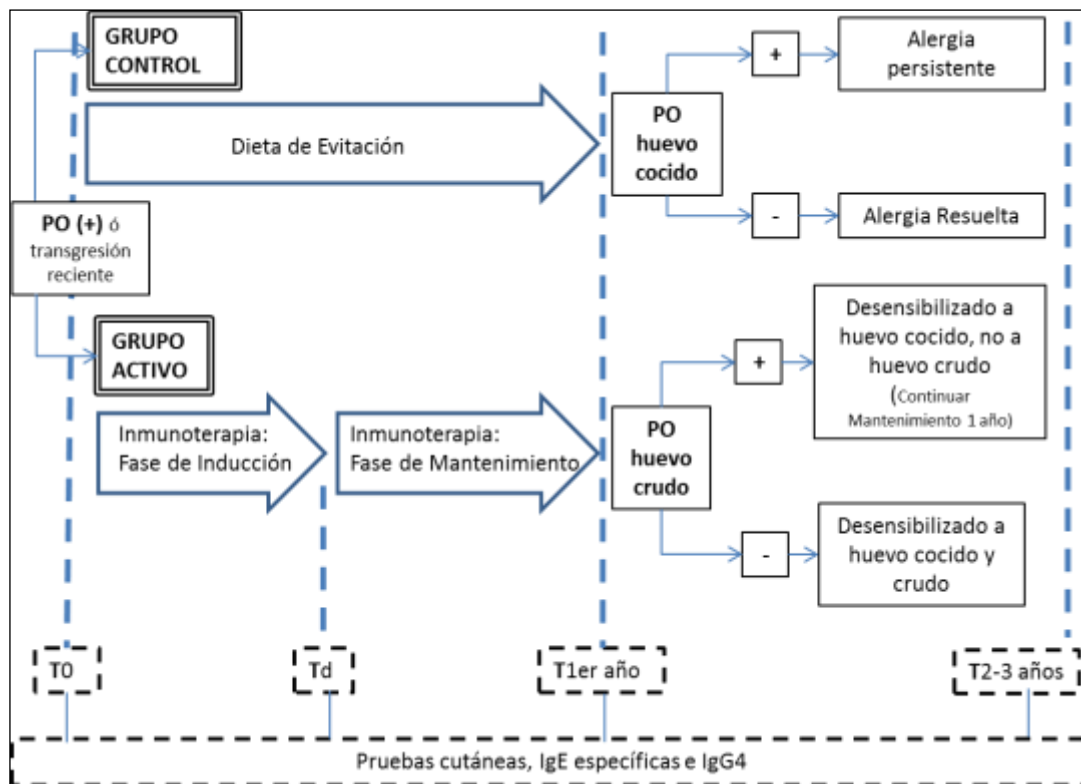 GRUPO
CONTROL
Dieta de Evitación
PO
huevo
cocido
+
Alergia
persistente
-
Alergia Resuelta
PO (+) ó
transgresión
reciente
GRUPO
ACTIVO
Inmunoterapia:
Fase de Inducción
Inmunoterapia:
Fase de Mantenimiento
PO
huevo
crudo
+
Desensibilizado a
huevo cocido, no a
huevo crudo
(Continuar
Mantenimiento 1 año)
-
Desensibilizado a
huevo cocido y
crudo
T0
Td
T1er año
T2-3 años
Pruebas cutáneas, IgE específicas e IgG4